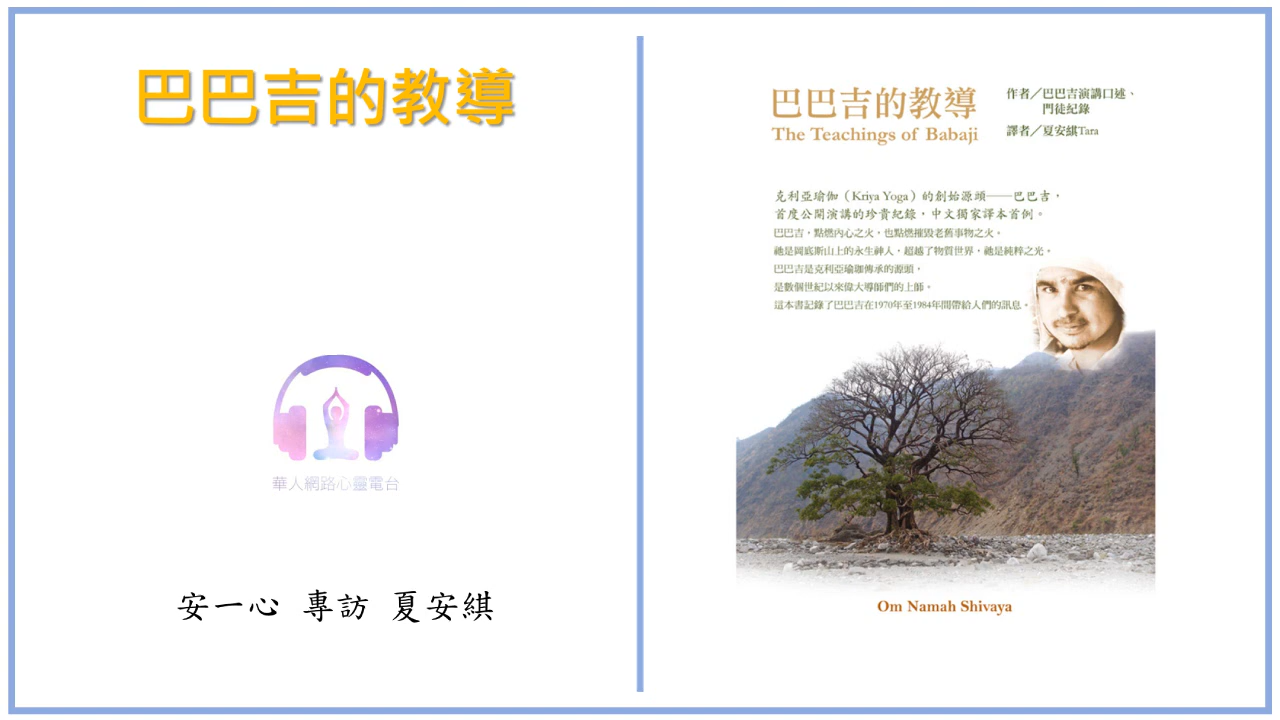 巴巴吉的教導
華人網路心靈電台
安一心 專訪 夏安綨
巴巴吉的教導
The Teachings of Babaji
作者／巴巴吉演講口述、
門徒紀錄
譯者／夏安綨Tara
克利亞瑜伽（Kriya Yoga）的創始源頭——巴巴吉，
首度公開演講的珍貴紀錄，中文獨家譯本首例。
巴巴吉，點燃內心之火，也點燃摧毀老舊事物之火。
祂是岡底斯山上的永生神人，超越了物質世界，祂是純粹之光。
巴巴吉是克利亞瑜珈傳承的源頭，
是數個世紀以來偉大導師們的上師。
這本書記錄了巴巴吉在1970年至1984年間帶給人們的訊息。
Om Namah Shivaya